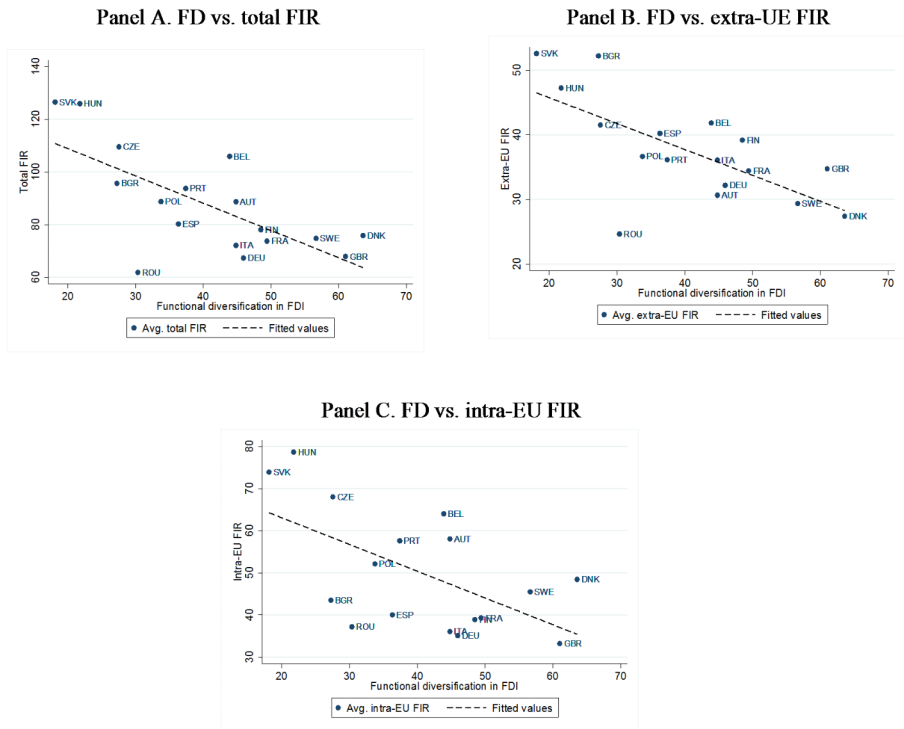 Panel A. FD vs. total FIR
Total FIR
140
120
100
80
60
SVK
HUN
CZE
BEL
BGR
PRT
POL
AUT
ESP
FIN
ITA
FRA
SWE
DNK
DEU
GBR
ROU
20 30 40 50 60 70
Functional diversification in FDI
Avg. total FIR Fitted values
Panel B. FD vs. extra-UE FIR
Extra-EU FIR
50
40
30
20
SVK
BGR
HUN
CZE
BEL
ESP
FIN
POL
PRT
ITA
FRA
GBR
DEU
AUT
SWE
DNK
ROU
20 30 40 50 60 70
Functional diversification in FDI
Avg. extra-EU FIR Fitted values
Panel C. FD vs. intra-EU FIR
Intra-EU FIR
80
70
60
50
40
30
HUN
SVK
CZE
BEL
PRT
AUT
POL
DNK
SWE
BGR
ESP
FIN
FRA
ROU
ITA
DEU
GBR
20 30 40 50 60 70
Functional diversification in FDI
Avg. intra-EU FIR Fitted values